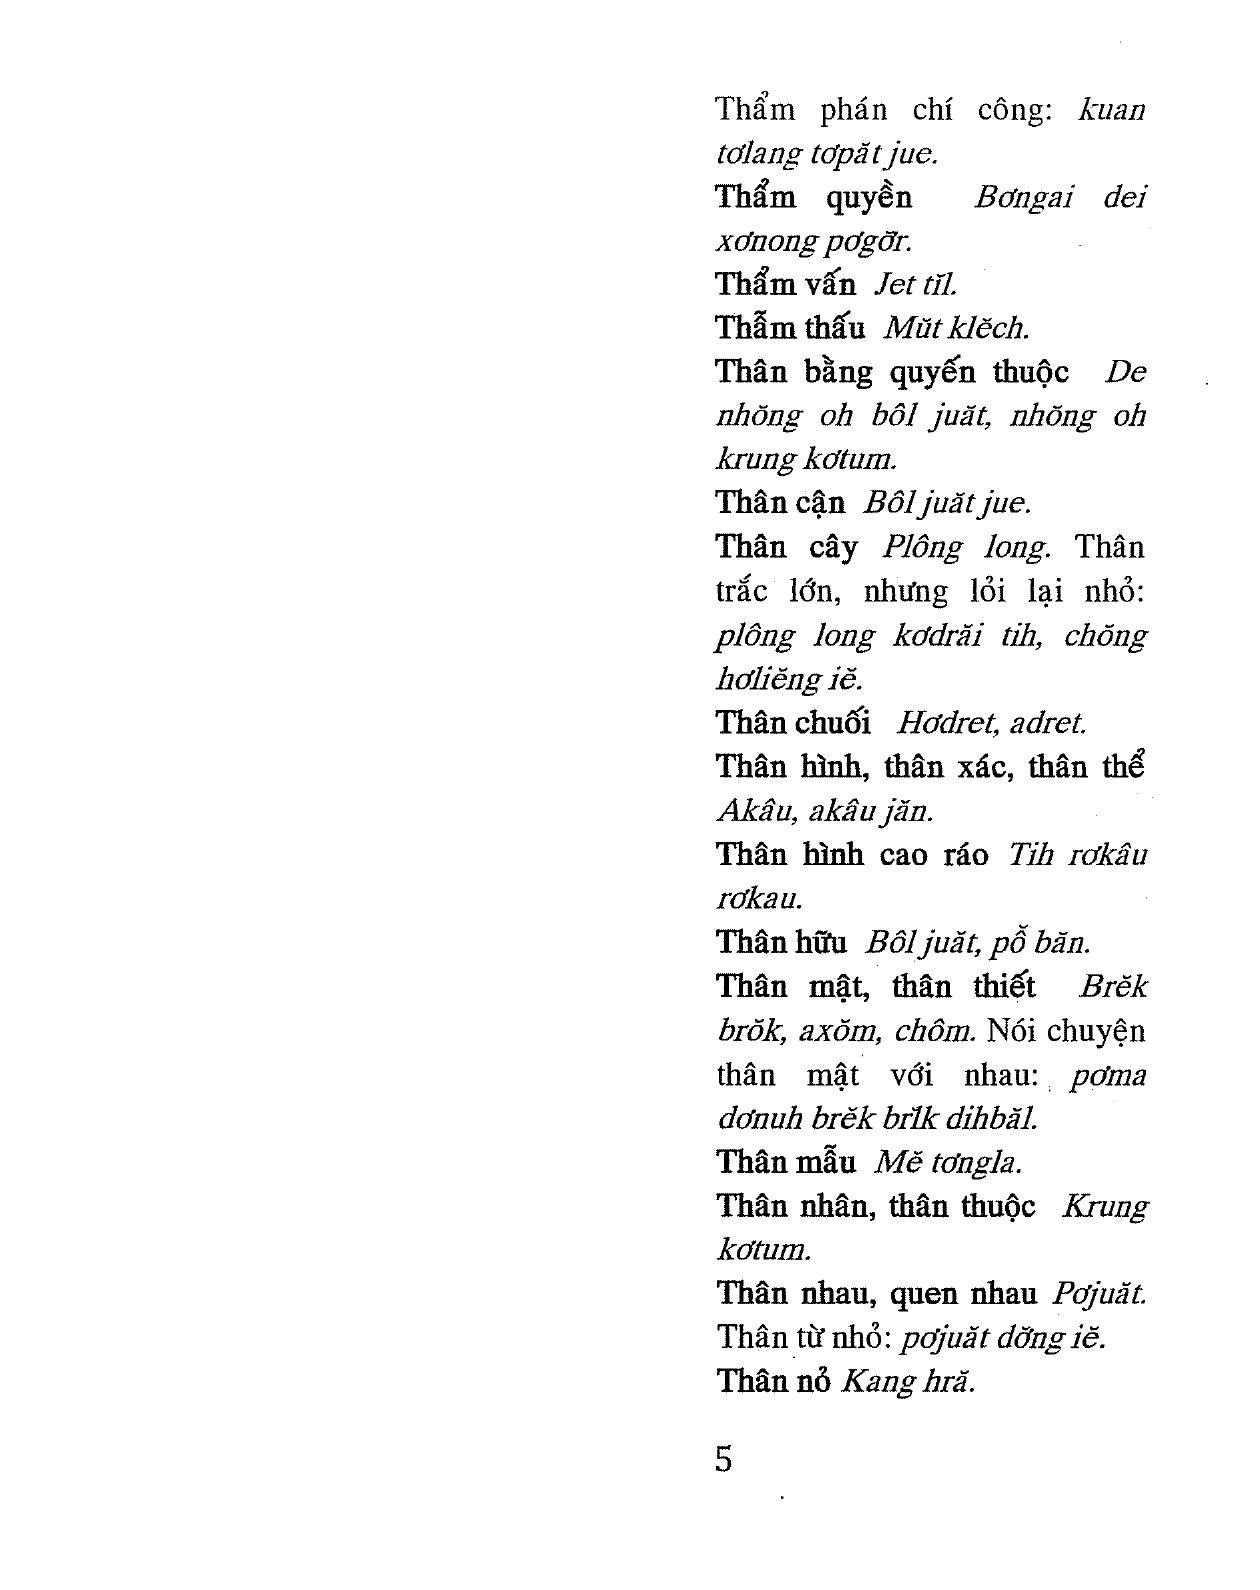 Thẩm phán chí công: kuan
tơlang tơpăt jue.
Thẩm quyền Bơngai dei
xơnong pơgơ̆r.
Thẩm vấn Jet tĭl.
Thẫm thấu Mŭt klĕch.
Thân bằng quyến thuộc De
nhŏng oh bôl juăt, nhŏng oh
krung kơtum.
Thân cận Bôl juăt jue.
Thân cây Plông long. Thân
trắc lớn, nhưng lỏi lại nhỏ:
plông long kơdrăi tih, chŏng
hơliĕng iĕ.
Thân chuối Hơdret, adret.
Thân hình, thân xác, thân thể
Akâu, akâu jăn.
Thân hình cao ráo Tih rơkâu
rơkau.
Thân hữu Bôl juăt, pô̆ băn.
Thân mật, thân thiết Brĕk
brŏk, axŏm, chôm. Nói chuyện
thân mật với nhau: pơma
dơnuh brĕk brĭk dihbăl.
Thân mẫu Mĕ tơngla.
Thân nhân, thân thuộc Krung
kơtum.
Thân nhau, quen nhau Pơjuăt.
Thân từ nhỏ: pơjuăt dơ̆ng iĕ.
Thân nỏ Kang hră.
5